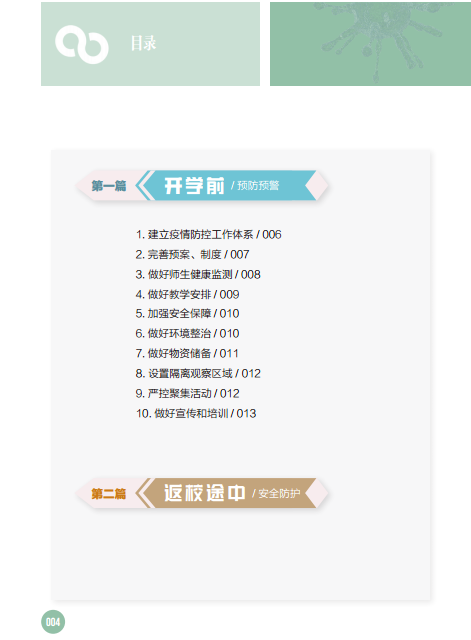 目录
第一篇 开学前 / 预防预警
1. 建立疫情防控工作体系 / 006
2. 完善预案、制度 / 007
3. 做好师生健康监测 / 008
4. 做好教学安排 / 009
5. 加强安全保障 / 010
6. 做好环境整治 / 010
7. 做好物资储备 / 011
8. 设置隔离观察区域 / 012
9. 严控聚集活动 / 012
10. 做好宣传和培训 / 013
第二篇 返校途中 / 安全防护
004